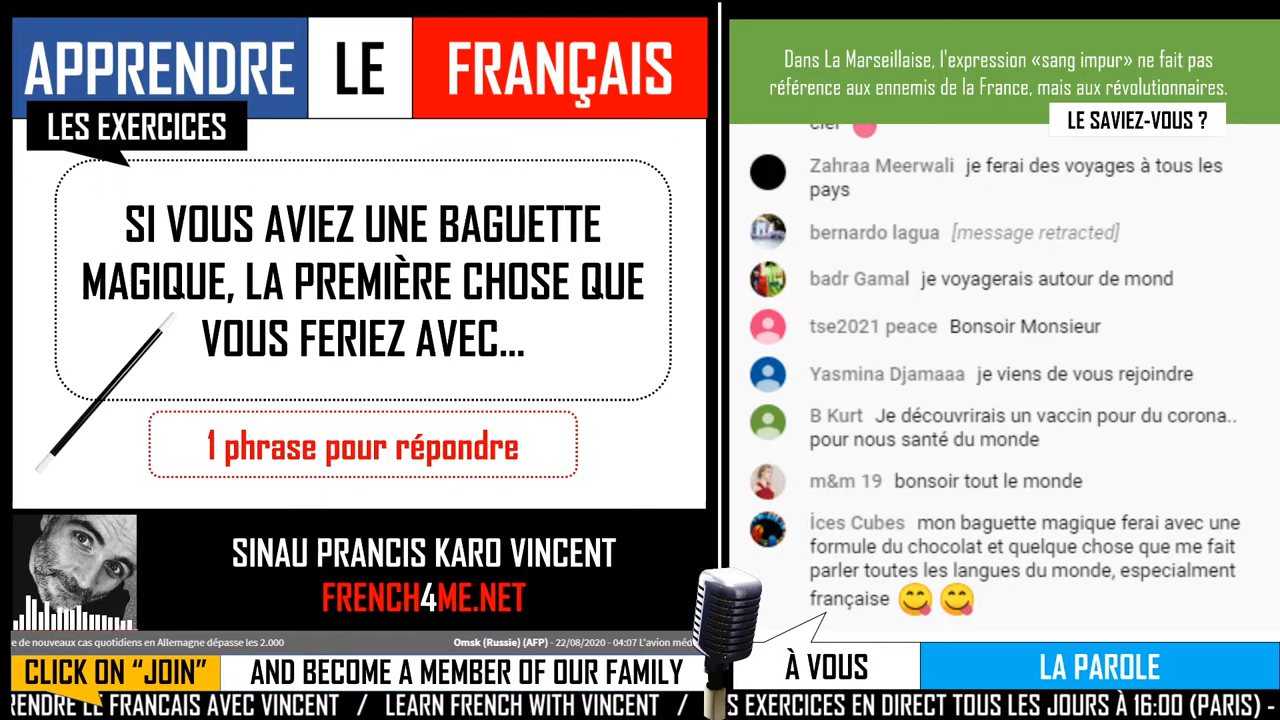 APPRENDRE LE FRANÇAIS
LES EXERCICES
SI VOUS AVIEZ UNE BAGUETTE
MAGIQUE, LA PREMIÈRE CHOSE QUE
VOUS FERIEZ AVEC...
1 phrase pour répondre
SINAU PRANCIS KARO VINCENT
FRENCH4ME.NET
e de nouveaux cas quotidiens en Allemagne dépasse les 2.000
Omsk (Russie) (AFP) - 22/08/2020 - 04:07 L'avion méd
CLICK ON “JOIN” AND BECOME A MEMBER OF OUR FAMILY
RENDRE LE FRANCAIS AVEC VINCENT / LEARN FRENCH WITH VINCENT / S EXERCICES EN DIRECT TOUS LES JOURS À 16:00 (PARIS) -
Dans La Marseillaise, l'expression «sang impur» ne fait pas
référence aux ennemis de la France, mais aux révolutionnaires.
LE SAVIEZ-VOUS ?
Zahraa Meerwali je ferai des voyages à tous les
pays
bernardo lagua [message retracted]
badr Gamal je voyagerais autour de mond
tse2021 peace Bonsoir Monsieur
Yasmina Djamaaa je viens de vous rejoindre
B Kurt Je découvrirais un vaccin pour du corona..
pour nous santé du monde
m&m 19 bonsoir tout le monde
İces Cubes mon baguette magique ferai avec une
formule du chocolat et quelque chose que me fait
parler toutes les langues du monde, especialment
française
À VOUS LA PAROLE